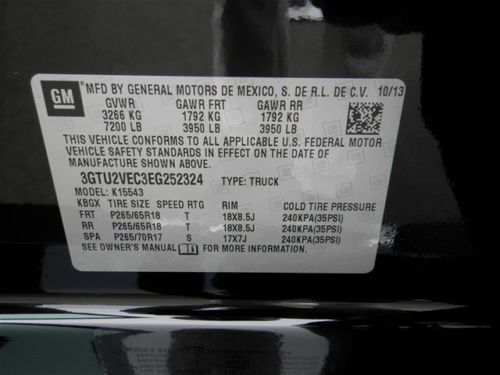 GM
MFD BY GENERAL MOTORS DE MEXICO, S. DE R.L. DE C.V. 10/13
GVWR GAWR FRT GAWR RR
3266 KG 1792 KG 1792 KG
7200 LB 3950 LB 3950 LB
THIS VEHICLE CONFORMS TO ALL APPLICABLE U.S. FEDERAL MOTOR
VEHICLE SAFETY STANDARDS IN EFFECT ON THE DATE OF
MANUFACTURE SHOWN ABOVE.
3GTU2VEC3EG252324 TYPE: TRUCK
MODEL: K15543
KBGX TIRE SIZE SPEED RTG RIM COLD TIRE PRESSURE
FRT P265/65R18 T 18X8.5J 240KPA(35PSI)
RR P265/65R18 T 18X8.5J 240KPA(35PSI)
SPA P265/70R17 S 17X7J 240KPA(35PSI)
SEE OWNER'S MANUAL FOR MORE INFORMATION.